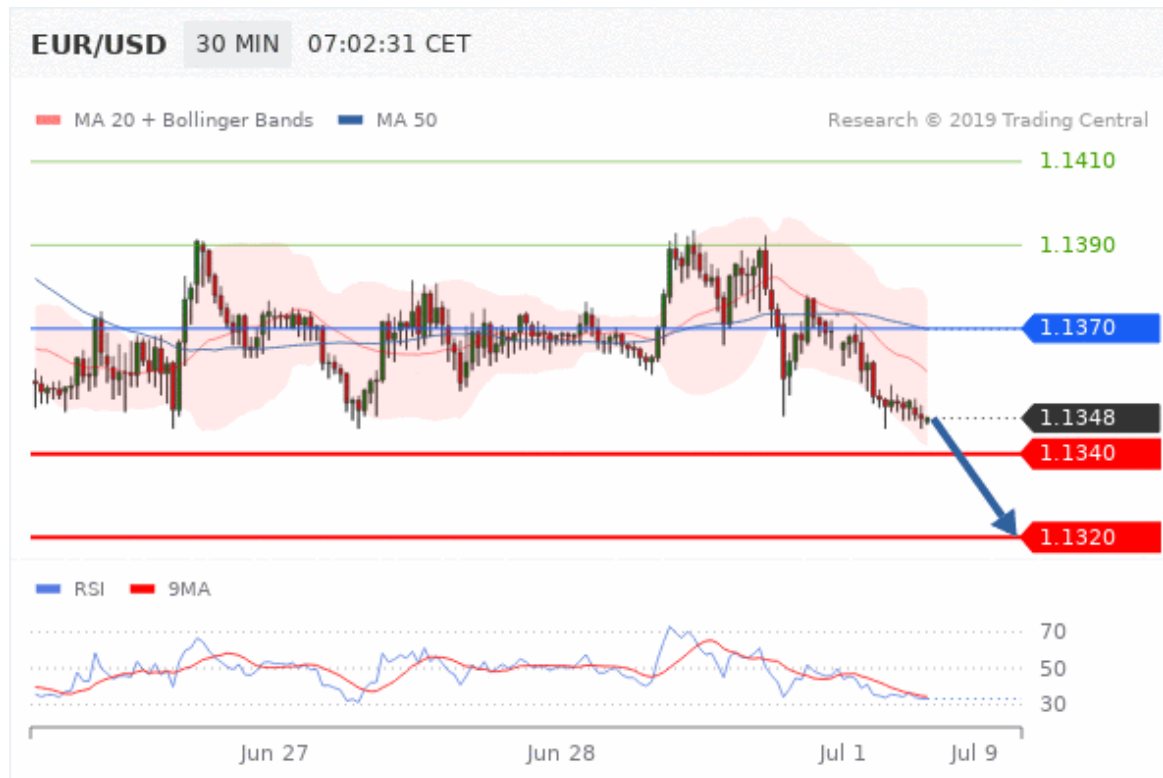 EUR/USD 30 MIN 07:02:31 CET
MA 20 + Bollinger Bands MA 50 Research © 2019 Trading Central
1.1410
1.1390
1.1370
1.1348
1.1340
1.1320
RSI 9MA
70
50
30
Jun 27 Jun 28 Jul 1 Jul 9